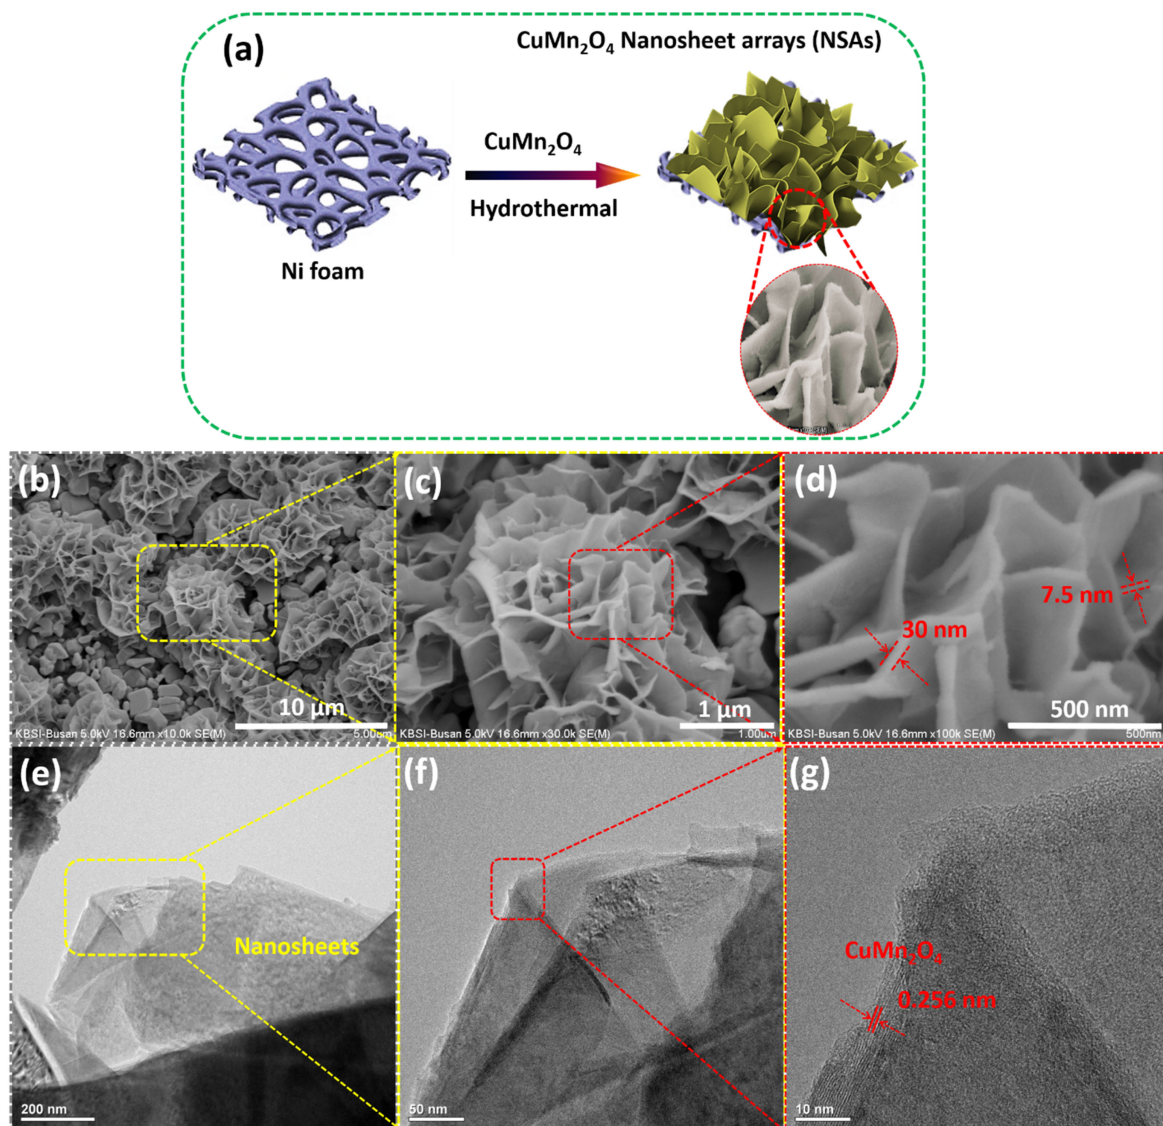 (a)
CuMn₂O₄ Nanosheet arrays (NSAs)
CuMn₂O₄
Hydrothermal
Ni foam
(b)
10 µm
KBSI-Busan 5.0kV 16.6mm x10.0k SE(M)
5.00um
(c)
1 µm
KBSI-Busan 5.0kV 16.6mm x30.0k SE(M)
1.00um
(d)
7.5 nm
30 nm
500 nm
KBSI-Busan 5.0kV 16.6mm x100k SE(M)
500nm
(e)
Nanosheets
200 nm
(f)
50 nm
(g)
CuMn₂O₄
0.256 nm
10 nm